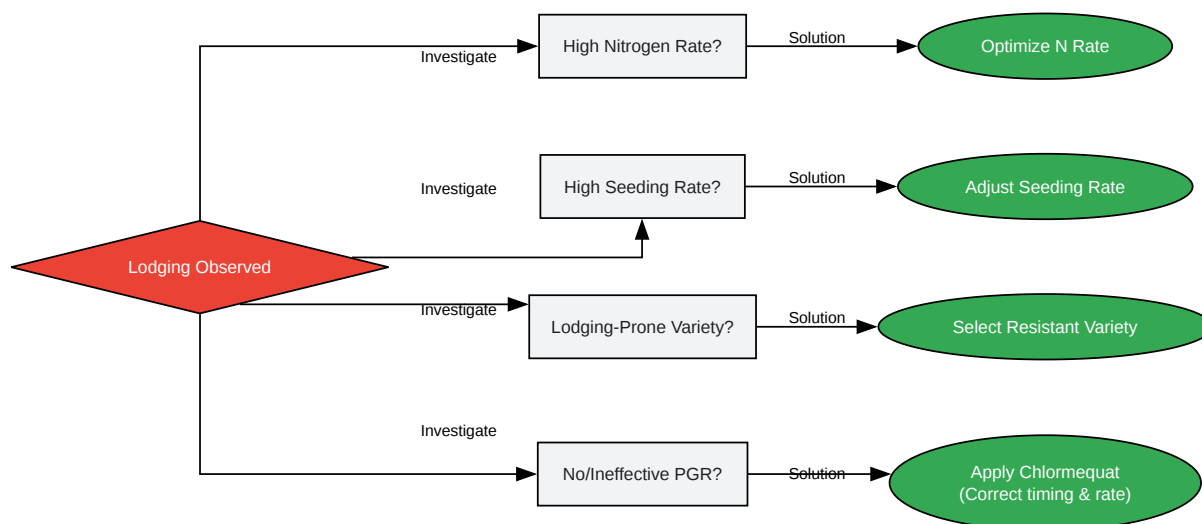 Investigate
High Nitrogen Rate?
Solution
Optimize N Rate
Investigate
High Seeding Rate?
Solution
Adjust Seeding Rate
Lodging Observed
Investigate
Lodging-Prone Variety?
Solution
Select Resistant Variety
Investigate
No/Ineffective PGR?
Solution
Apply Chlormequat
(Correct timing & rate)